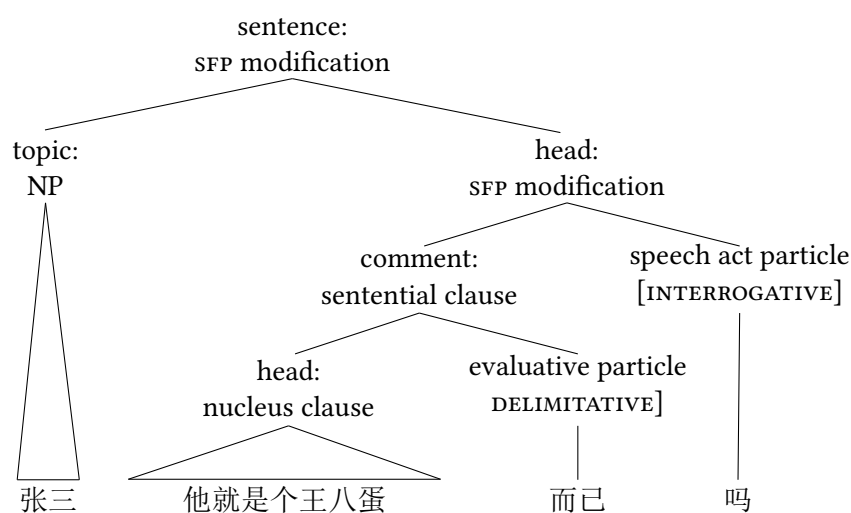 sentence:
SFP modification
topic:
NP
head:
SFP modification
comment:
sentential clause
speech act particle
[INTERROGATIVE]
head:
nucleus clause
evaluative particle
DELIMITATIVE]
张三
他就是个王八蛋
而已
吗